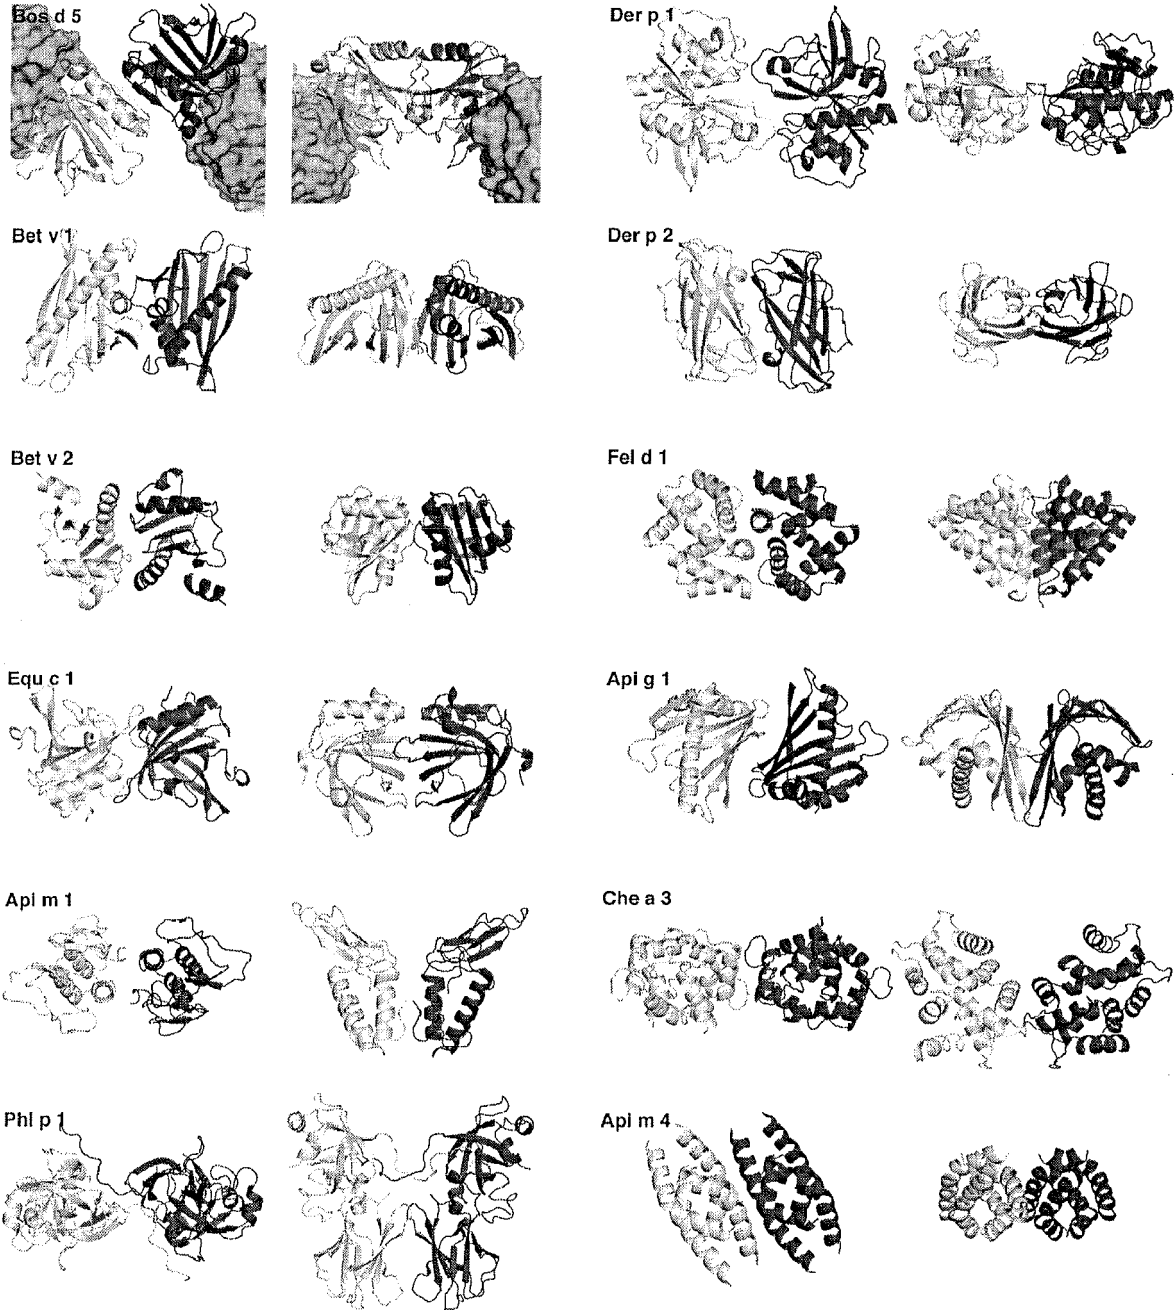 Bos d 5
Der p 1
Bet v 1
Der p 2
Bet v 2
Fel d 1
Equ c 1
Api g 1
Api m 1
Che a 3
Phl p 1
Api m 4